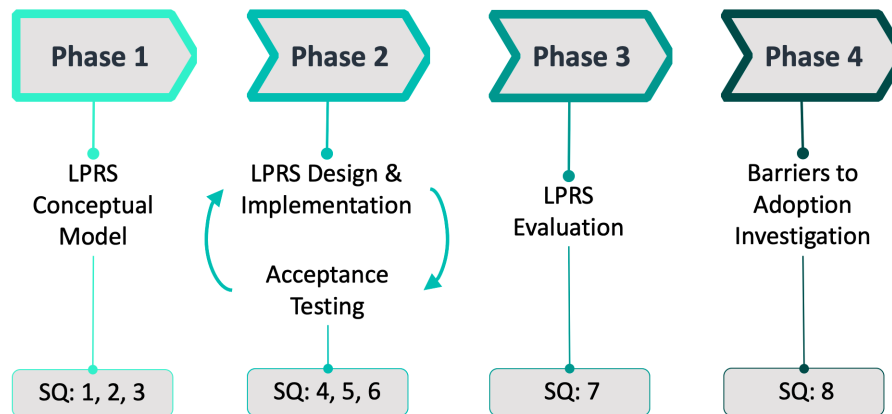 Phase 1
Phase 2
Phase 3
Phase 4
LPRS
Conceptual
Model
LPRS Design &
Implementation
Acceptance
Testing
LPRS
Evaluation
Barriers to
Adoption
Investigation
SQ: 1, 2, 3
SQ: 4, 5, 6
SQ: 7
SQ: 8